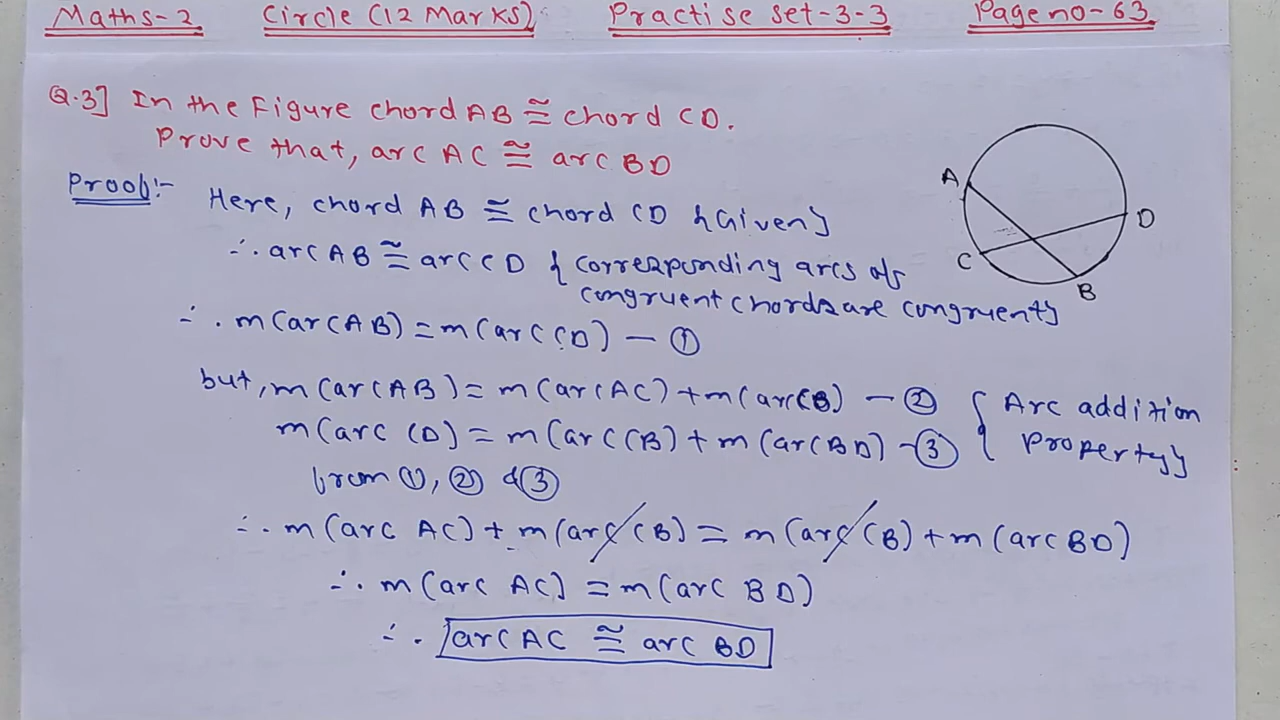 Maths-2 Circle (12 Marks) Practise set-3-3 Page no-63
Q.3] In the Figure chord AB ≅ chord CD.
Prove that, arc AC ≅ arc BD
Proof:-
Here, chord AB ≅ chord CD {Given}
∴ arc AB ≅ arc CD { corresponding arcs of
congruent chords are congruent}
∴ m(arc AB) = m(arc CD) — ①
but, m(arc AB) = m(arc AC) + m(arc CB) — ② { Arc addition
m(arc CD) = m(arc CB) + m(arc BD) — ③ Property}
from ①, ② & ③
∴ m(arc AC) + m(arc CB) = m(arc CB) + m(arc BD)
∴ m(arc AC) = m(arc BD)
∴ arc AC ≅ arc BD
A
D
C
B